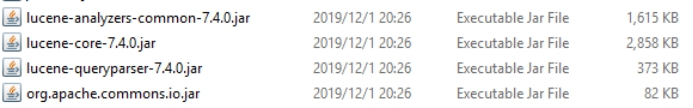 lucene-analyzers-common-7.4.0.jar 2019/12/1 20:26 Executable Jar File 1,615 KB
lucene-core-7.4.0.jar 2019/12/1 20:26 Executable Jar File 2,858 KB
lucene-queryparser-7.4.0.jar 2019/12/1 20:26 Executable Jar File 373 KB
org.apache.commons.io.jar 2019/12/1 20:26 Executable Jar File 82 KB